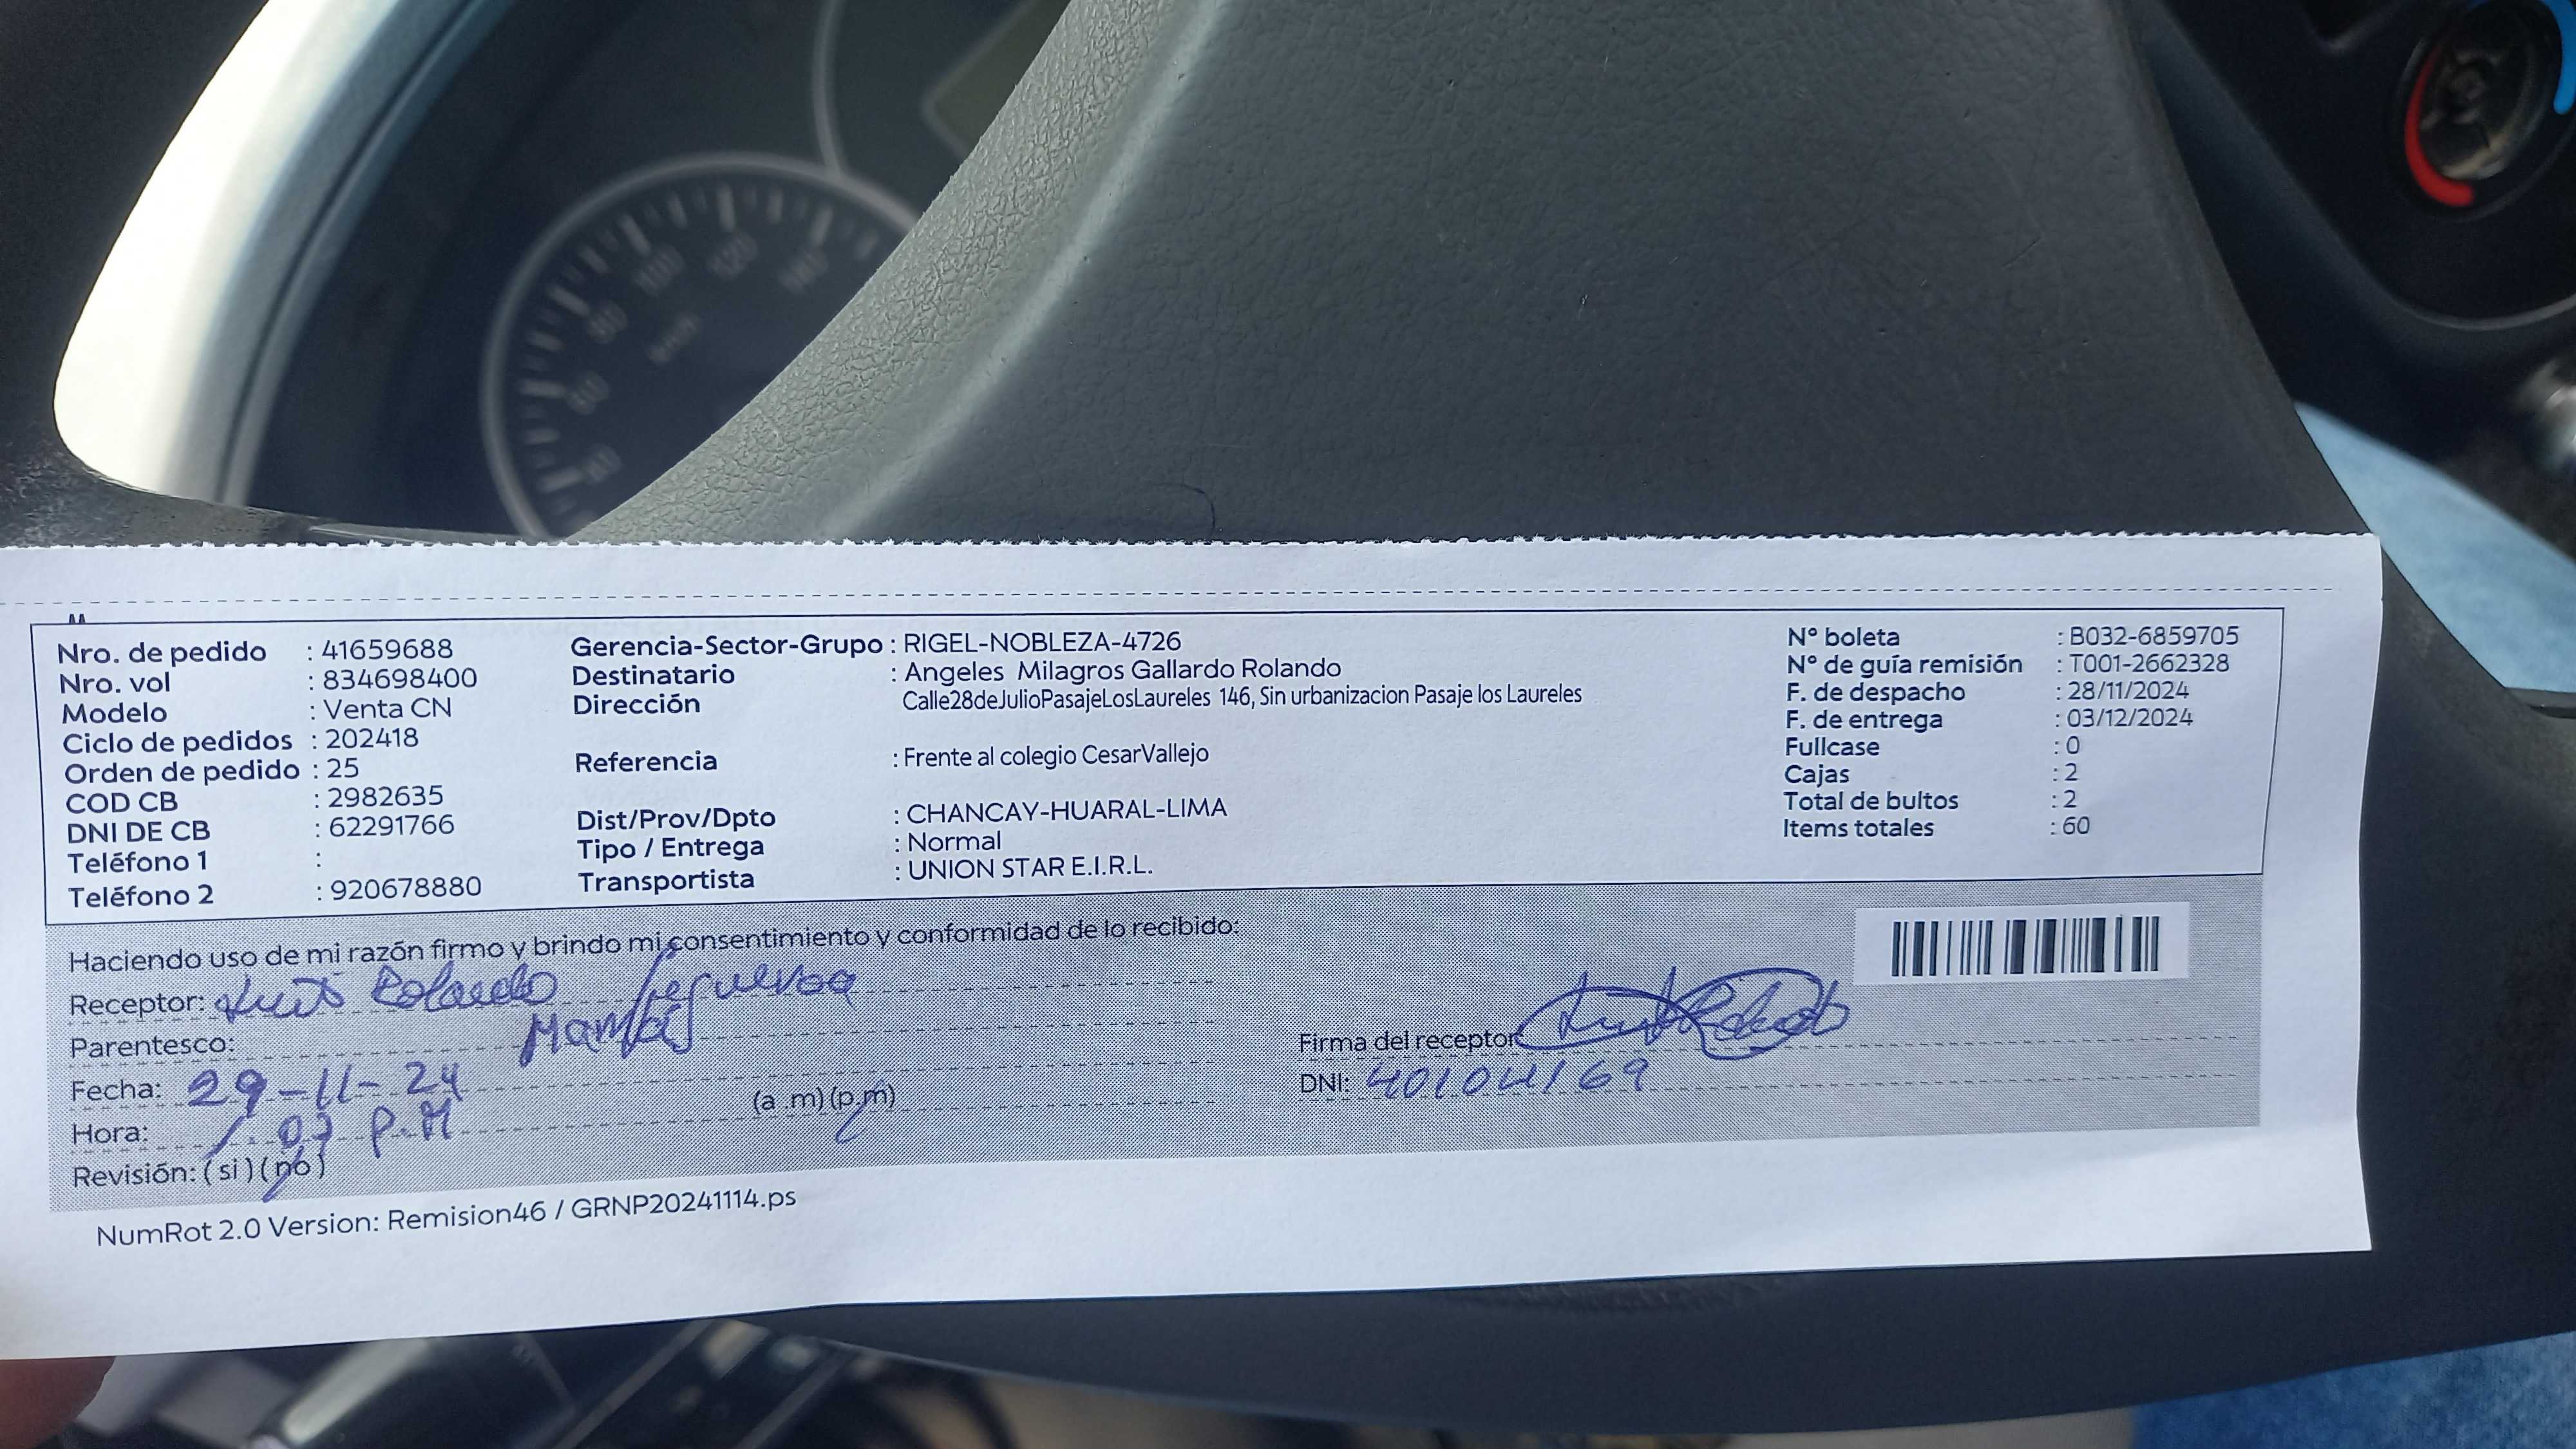 Nro. de pedido : 41659688
Nro. vol : 834698400
Modelo : Venta CN
Ciclo de pedidos : 202418
Orden de pedido : 25
COD CB : 2982635
DNI DE CB : 62291766
Teléfono 1 :
Teléfono 2 : 920678880
Gerencia-Sector-Grupo : RIGEL-NOBLEZA-4726
Destinatario : Angeles Milagros Gallardo Rolando
Dirección Calle28deJulioPasajeLosLaureles 146, Sin urbanizacion Pasaje los Laureles
Referencia : Frente al colegio CesarVallejo
Dist/Prov/Dpto : CHANCAY-HUARAL-LIMA
Tipo / Entrega : Normal
Transportista : UNION STAR E.I.R.L.
N° boleta : B032-6859705
N° de guía remisión : T001-2662328
F. de despacho : 28/11/2024
F. de entrega : 03/12/2024
Fullcase : 0
Cajas : 2
Total de bultos : 2
Items totales : 60
Haciendo uso de mi razón firmo y brindo mi consentimiento y conformidad de lo recibido:
Receptor: Rolando
Parentesco: Mamá
Fecha: 29-11-24
Hora: 1:07 P.M (a .m) (p.m)
Revisión: (si) (no)
Firma del receptor
DNI: 40104169
NumRot 2.0 Version: Remision46 / GRNP20241114.ps
100
120